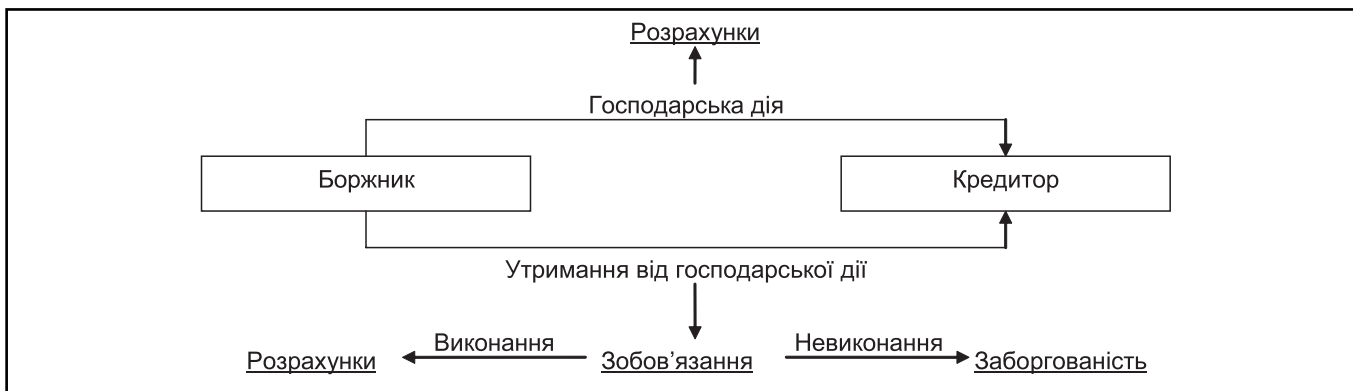 Розрахунки
Господарська дія
Боржник
Кредитор
Утримання від господарської дії
Виконання
Невиконання
Розрахунки
Зобов’язання
Заборгованість